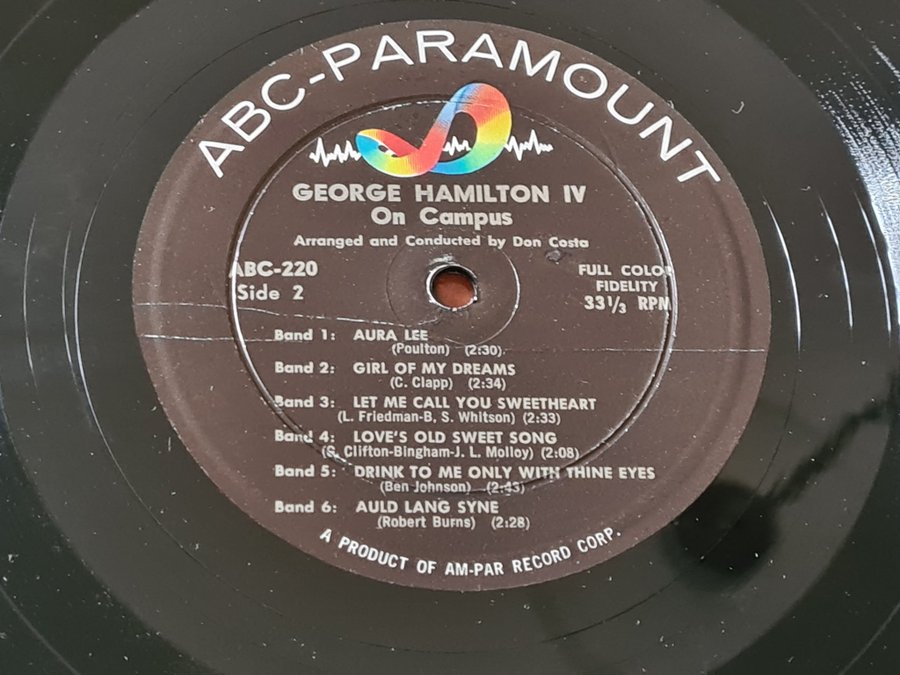 ABC-PARAMOUNT
GEORGE HAMILTON IV
On Campus
Arranged and Conducted by Don Costa
ABC-220
Side 2
FULL COLOR
FIDELITY
33 1/3 RPM
Band 1: AURA LEE
(Poulton) (2:30)
Band 2: GIRL OF MY DREAMS
(C. Clapp) (2:34)
Band 3: LET ME CALL YOU SWEETHEART
(L. Friedman-B, S. Whitson) (2:33)
Band 4: LOVE'S OLD SWEET SONG
(G. Clifton-Bingham-J. L. Molloy) (2:08)
Band 5: DRINK TO ME ONLY WITH THINE EYES
(Ben Johnson) (2:43)
Band 6: AULD LANG SYNE
(Robert Burns) (2:28)
A PRODUCT OF AM-PAR RECORD CORP.